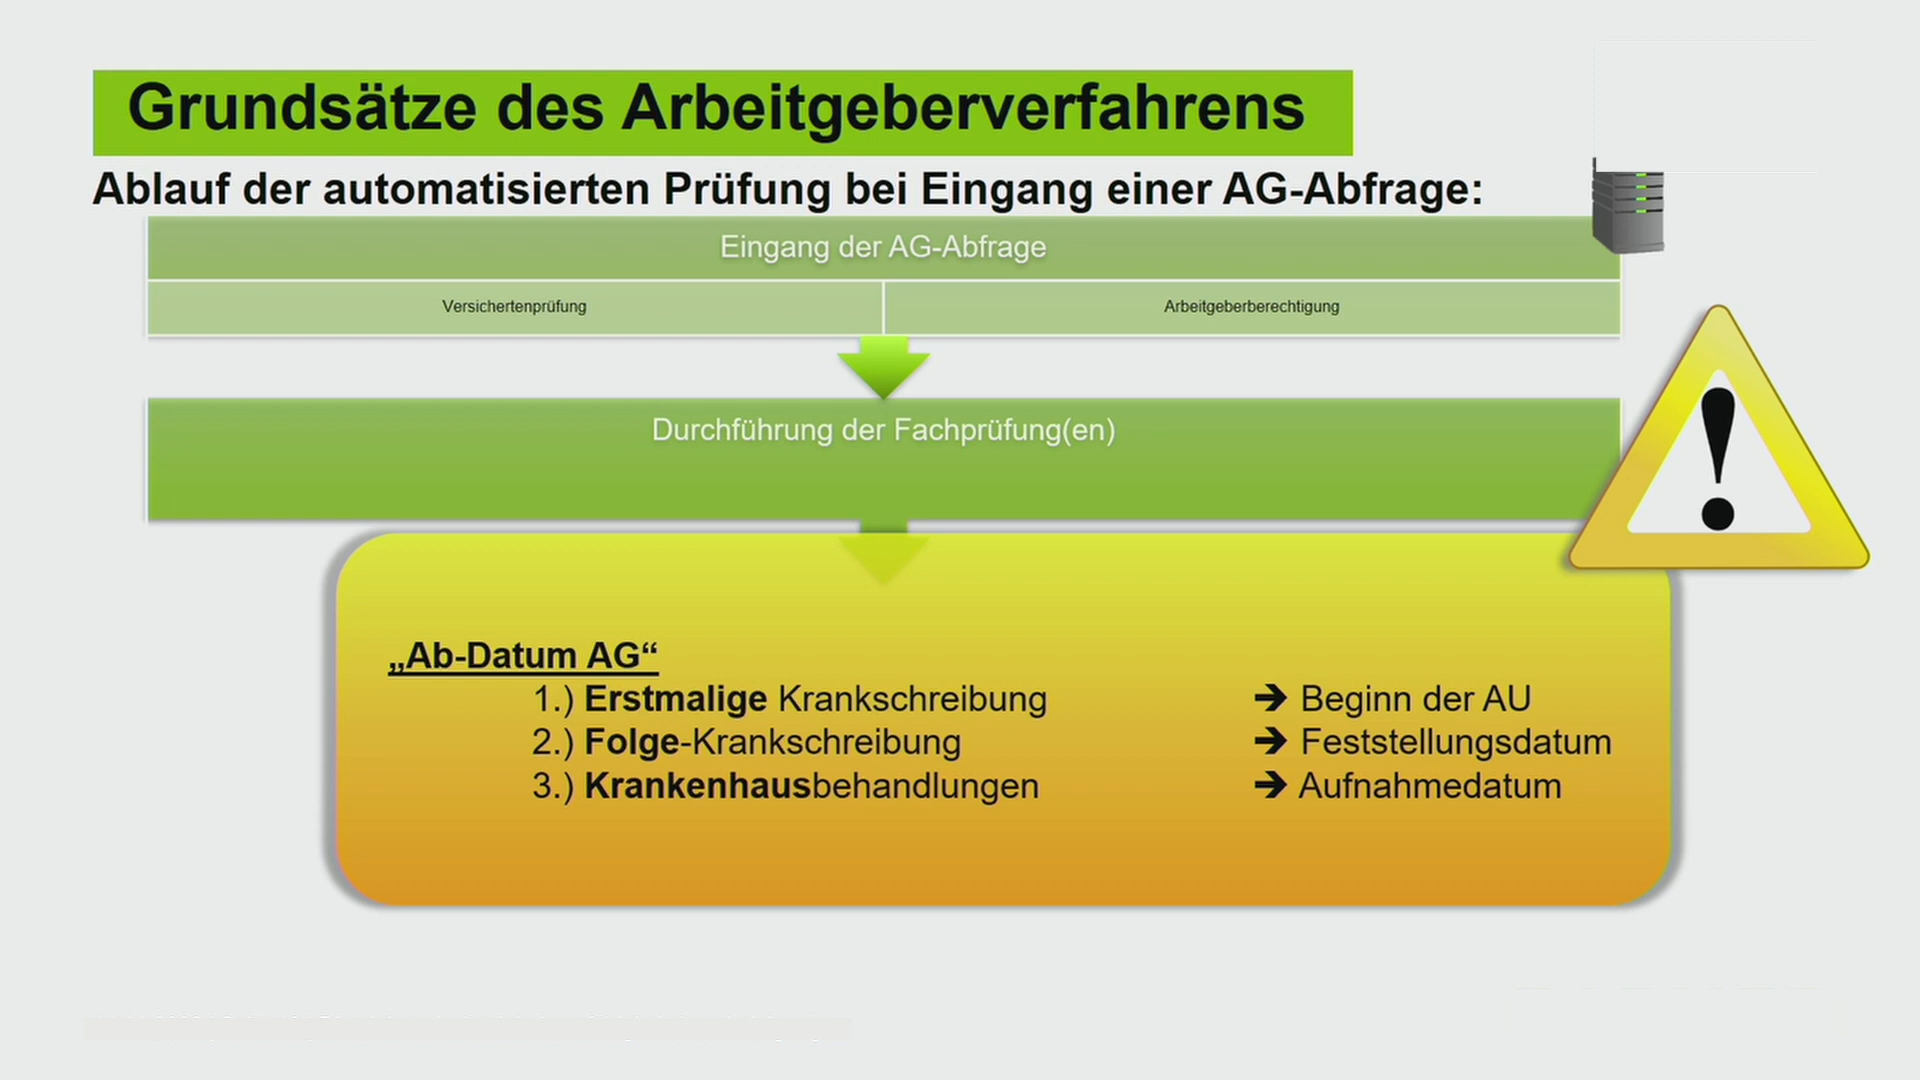 Grundsätze des Arbeitgeberverfahrens
Ablauf der automatisierten Prüfung bei Eingang einer AG-Abfrage:
Eingang der AG-Abfrage
Versichertenprüfung
Arbeitgeberberechtigung
Durchführung der Fachprüfung(en)
„Ab-Datum AG“
1.) Erstmalige Krankschreibung ➔ Beginn der AU
2.) Folge-Krankschreibung ➔ Feststellungsdatum
3.) Krankenhausbehandlungen ➔ Aufnahmedatum